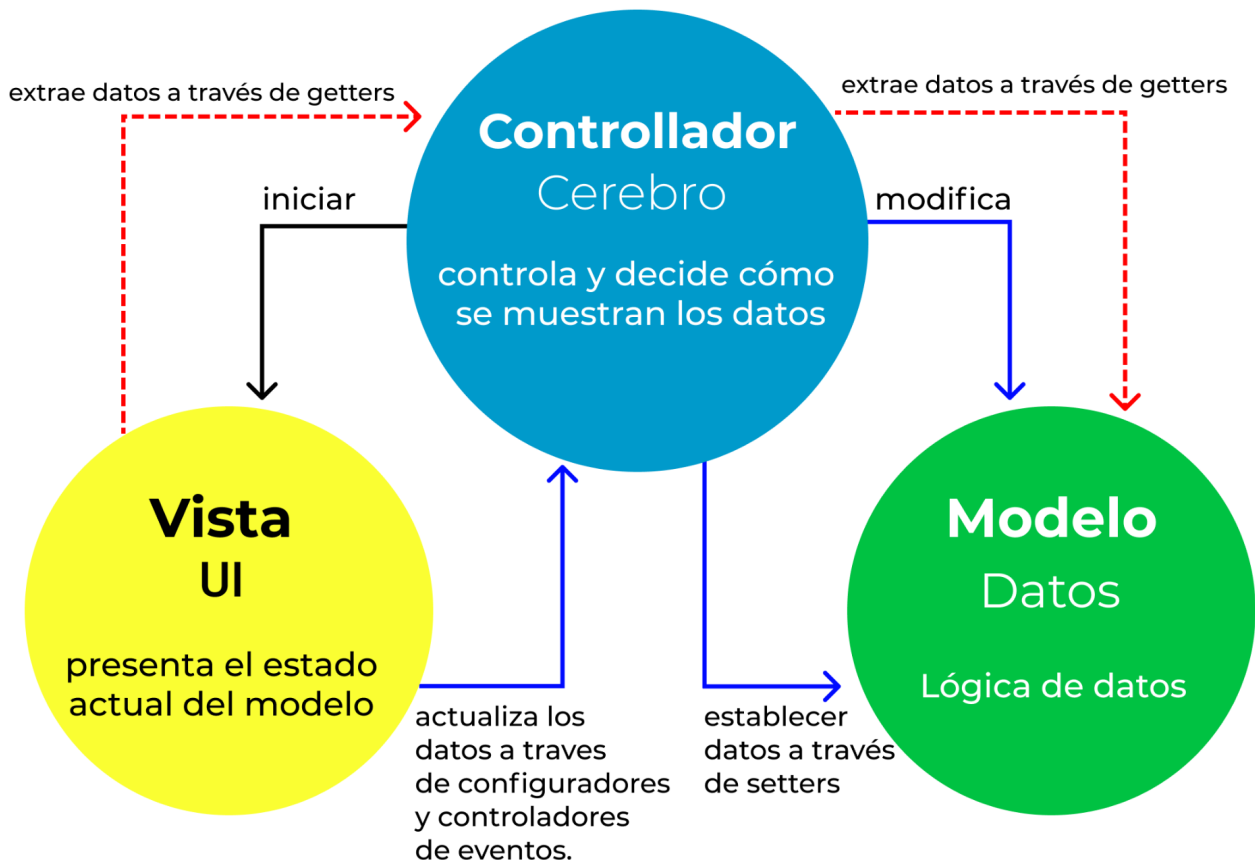 extrae datos a través de getters
extrae datos a través de getters
Controllador
Cerebro
controla y decide cómo
se muestran los datos
iniciar
modifica
Vista
UI
presenta el estado
actual del modelo
Modelo
Datos
Lógica de datos
actualiza los
datos a traves
de configuradores
y controladores
de eventos.
establecer
datos a través
de setters